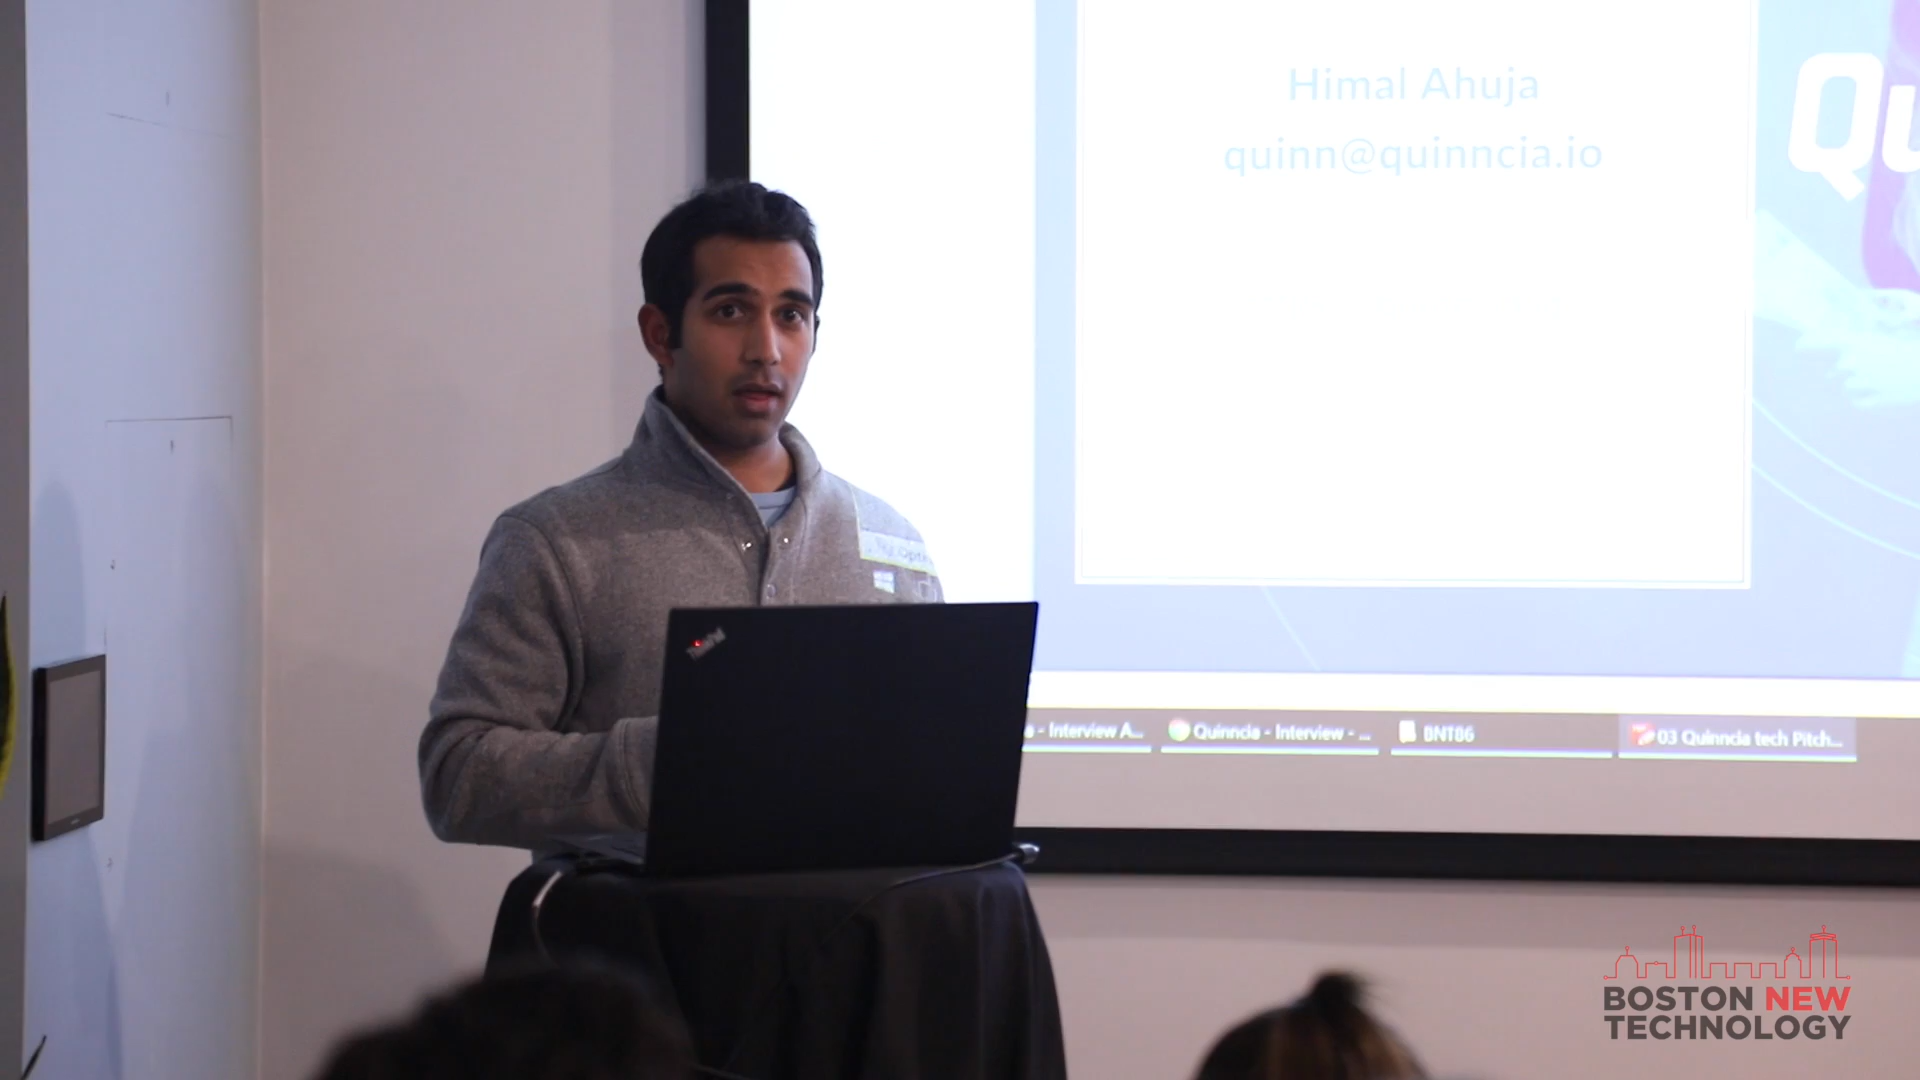 Himal Ahuja
quinn@quinncia.io
Qu
ThinkPad
- Interview A...
Quinncia - Interview - ...
BNT86
03 Quinncia tech Pitch...
BOSTON NEW
TECHNOLOGY